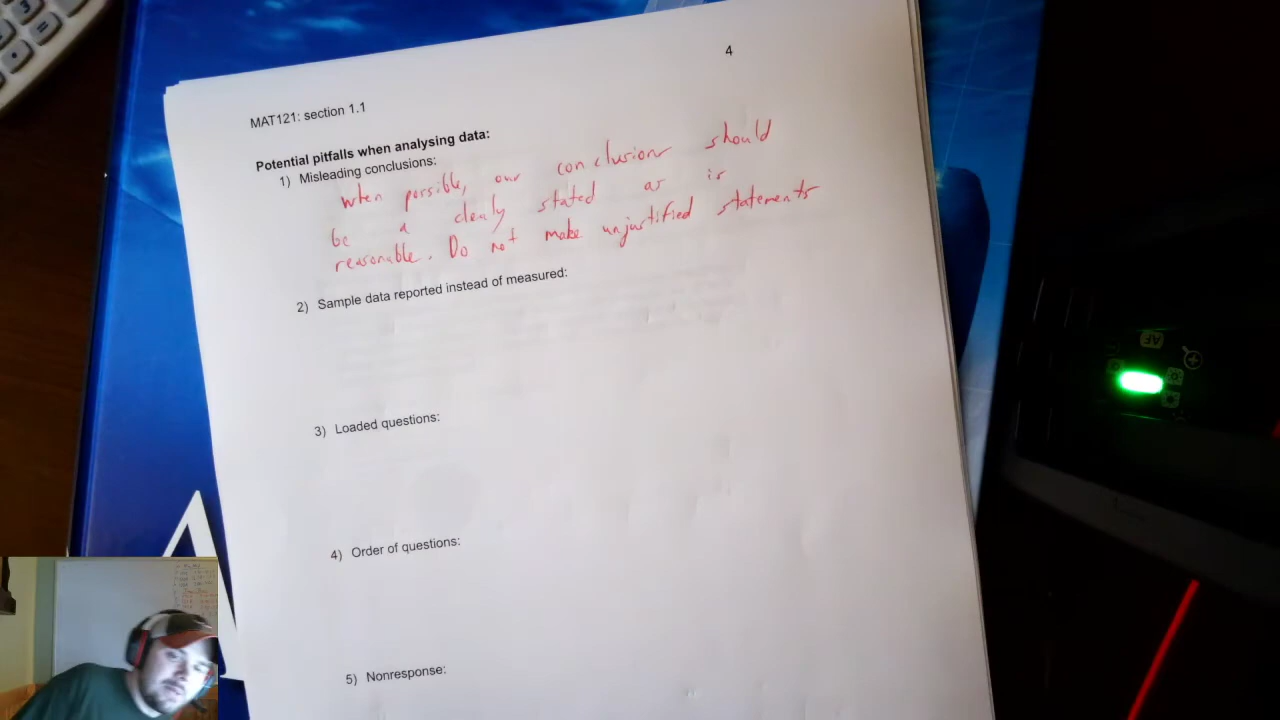 4
MAT121: section 1.1
Potential pitfalls when analysing data:
1) Misleading conclusions:
When possible, our conclusions should
be a clearly stated as is
reasonable. Do not make unjustified statements
2) Sample data reported instead of measured:
3) Loaded questions:
4) Order of questions:
5) Nonresponse:
AF